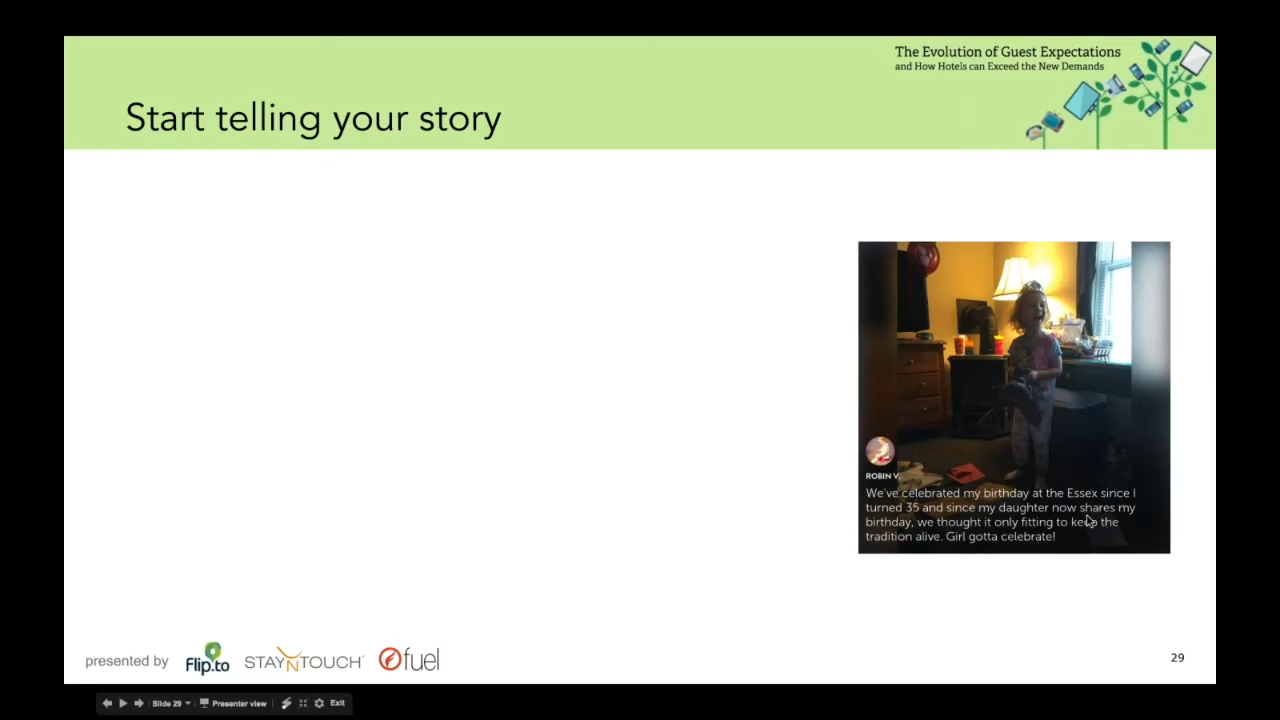 The Evolution of Guest Expectations
and How Hotels can Exceed the New Demands
Start telling your story
ROBIN V.
We've celebrated my birthday at the Essex since I
turned 35 and since my daughter now shares my
birthday, we thought it only fitting to keep the
tradition alive. Girl gotta celebrate!
presented by
Flip.to
STAYNTOUCH
fuel
29
Slide 29
Presenter view
Exit